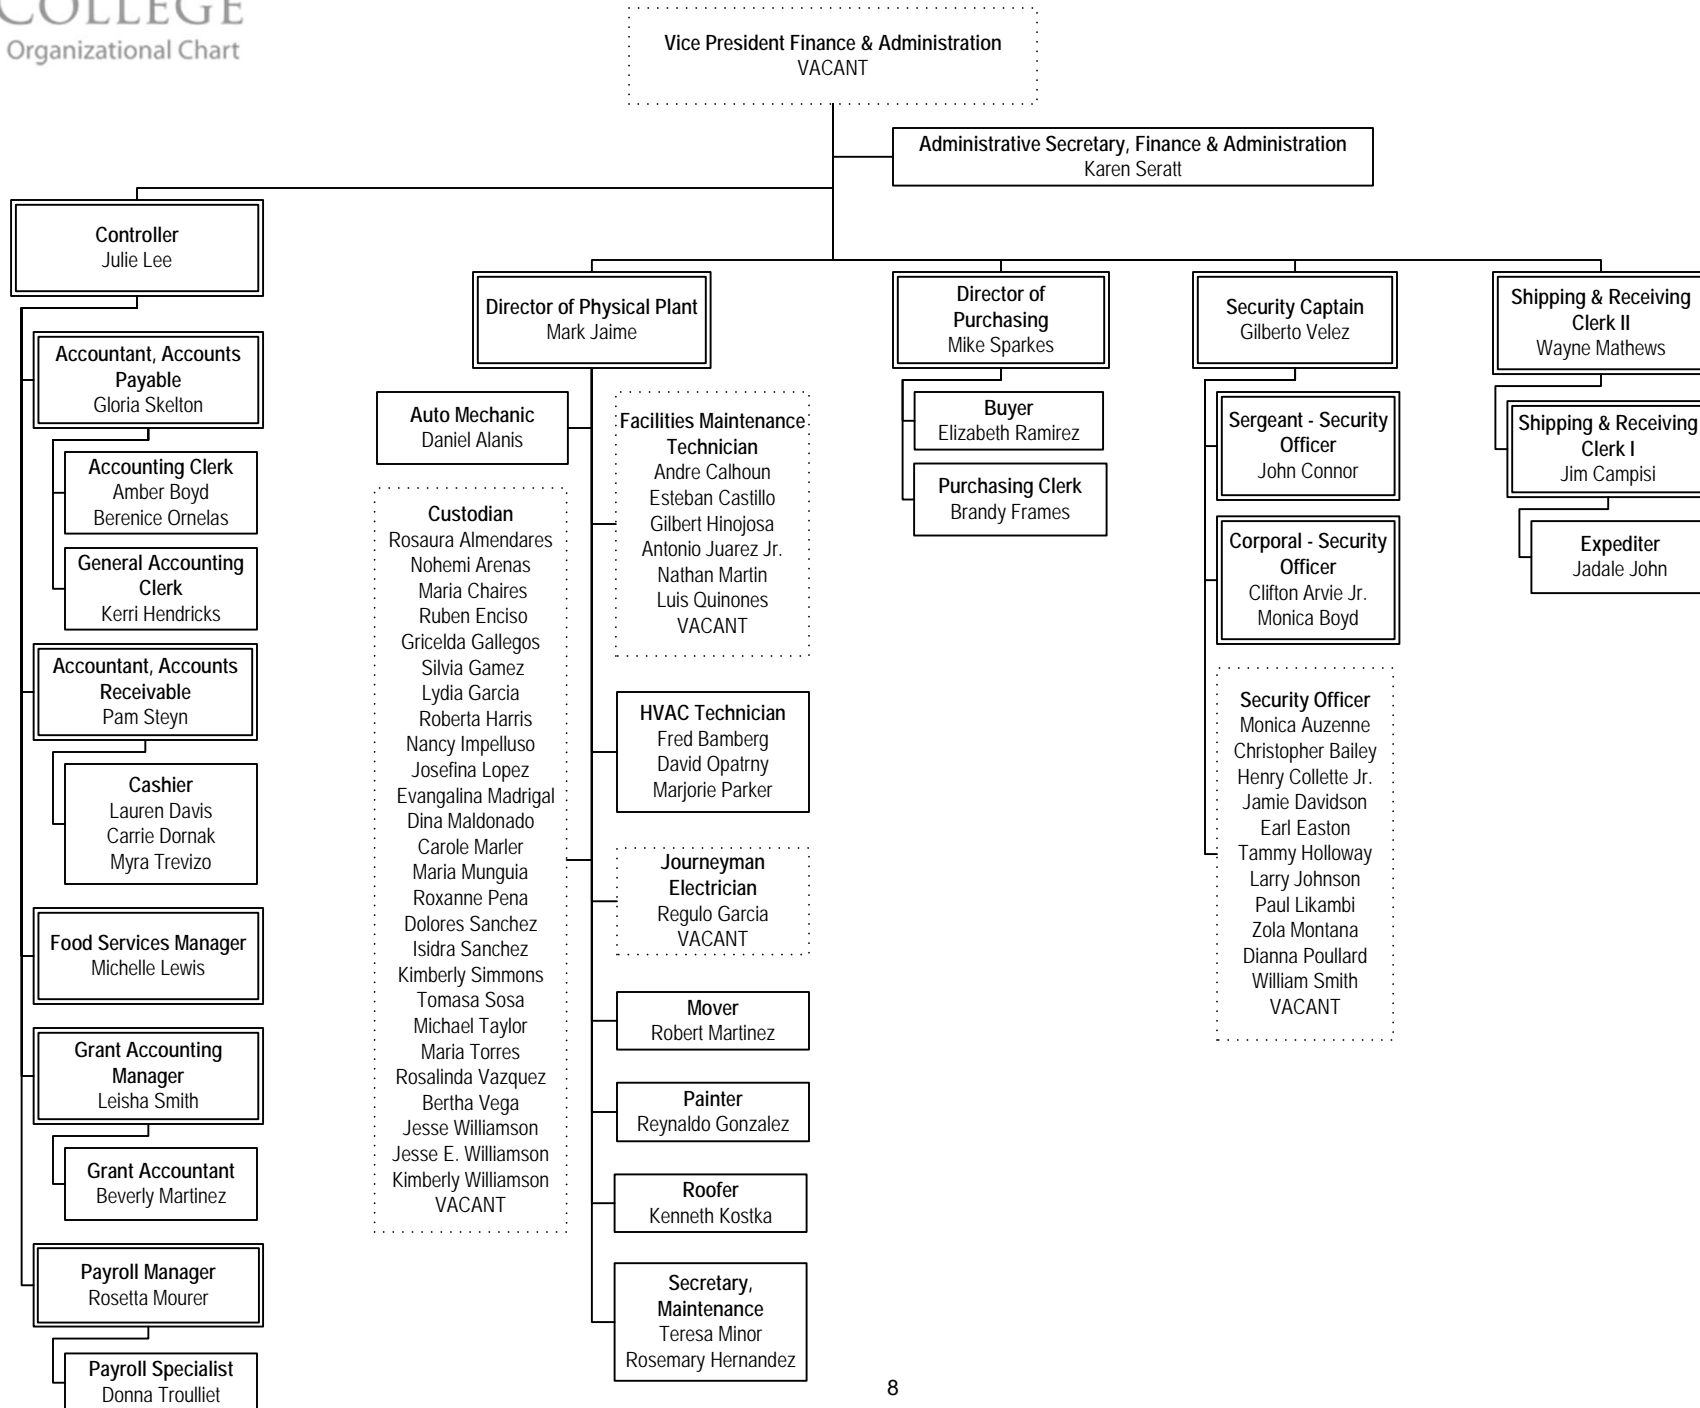 COLLEGE
Organizational Chart
Vice President Finance & Administration
VACANT
Administrative Secretary, Finance & Administration
Karen Seratt
Controller
Julie Lee
Accountant, Accounts
Payable
Gloria Skelton
Accounting Clerk
Amber Boyd
Berenice Ornelas
General Accounting
Clerk
Kerri Hendricks
Accountant, Accounts
Receivable
Pam Steyn
Cashier
Lauren Davis
Carrie Dornak
Myra Trevizo
Food Services Manager
Michelle Lewis
Grant Accounting
Manager
Leisha Smith
Grant Accountant
Beverly Martinez
Payroll Manager
Rosetta Mourer
Payroll Specialist
Donna Troulliet
Director of Physical Plant
Mark Jaime
Auto Mechanic
Daniel Alanis
Custodian
Rosaura Almendares
Nohemi Arenas
Maria Chaires
Ruben Enciso
Gricelda Gallegos
Silvia Gamez
Lydia Garcia
Roberta Harris
Nancy Impelluso
Josefina Lopez
Evangalina Madrigal
Dina Maldonado
Carole Marler
Maria Munguia
Roxanne Pena
Dolores Sanchez
Isidra Sanchez
Kimberly Simmons
Tomasa Sosa
Michael Taylor
Maria Torres
Rosalinda Vazquez
Bertha Vega
Jesse Williamson
Jesse E. Williamson
Kimberly Williamson
VACANT
Facilities Maintenance
Technician
Andre Calhoun
Esteban Castillo
Gilbert Hinojosa
Antonio Juarez Jr.
Nathan Martin
Luis Quinones
VACANT
HVAC Technician
Fred Bamberg
David Opatrny
Marjorie Parker
Journeyman
Electrician
Regulo Garcia
VACANT
Mover
Robert Martinez
Painter
Reynaldo Gonzalez
Roofer
Kenneth Kostka
Secretary,
Maintenance
Teresa Minor
Rosemary Hernandez
Director of
Purchasing
Mike Sparkes
Buyer
Elizabeth Ramirez
Purchasing Clerk
Brandy Frames
Security Captain
Gilberto Velez
Sergeant - Security
Officer
John Connor
Corporal - Security
Officer
Clifton Arvie Jr.
Monica Boyd
Security Officer
Monica Auzenne
Christopher Bailey
Henry Collette Jr.
Jamie Davidson
Earl Easton
Tammy Holloway
Larry Johnson
Paul Likambi
Zola Montana
Dianna Poullard
William Smith
VACANT
Shipping & Receiving
Clerk II
Wayne Mathews
Shipping & Receiving
Clerk I
Jim Campisi
Expediter
Jadale John
8